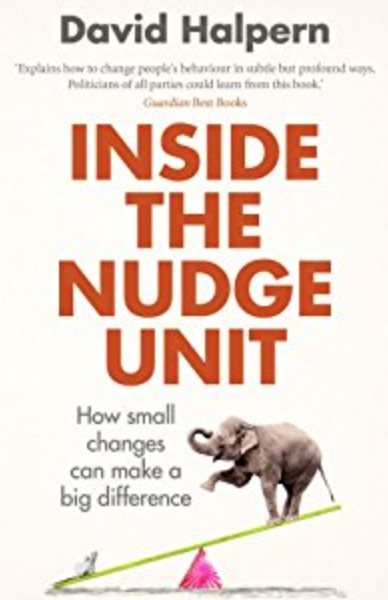 David Halpern
'Explains how to change people's behaviour in subtle but profound ways.
Politicians of all parties could learn from this book.'
Guardian Best Books
INSIDE
THE
NUDGE
UNIT
How small
changes
can make a
big difference